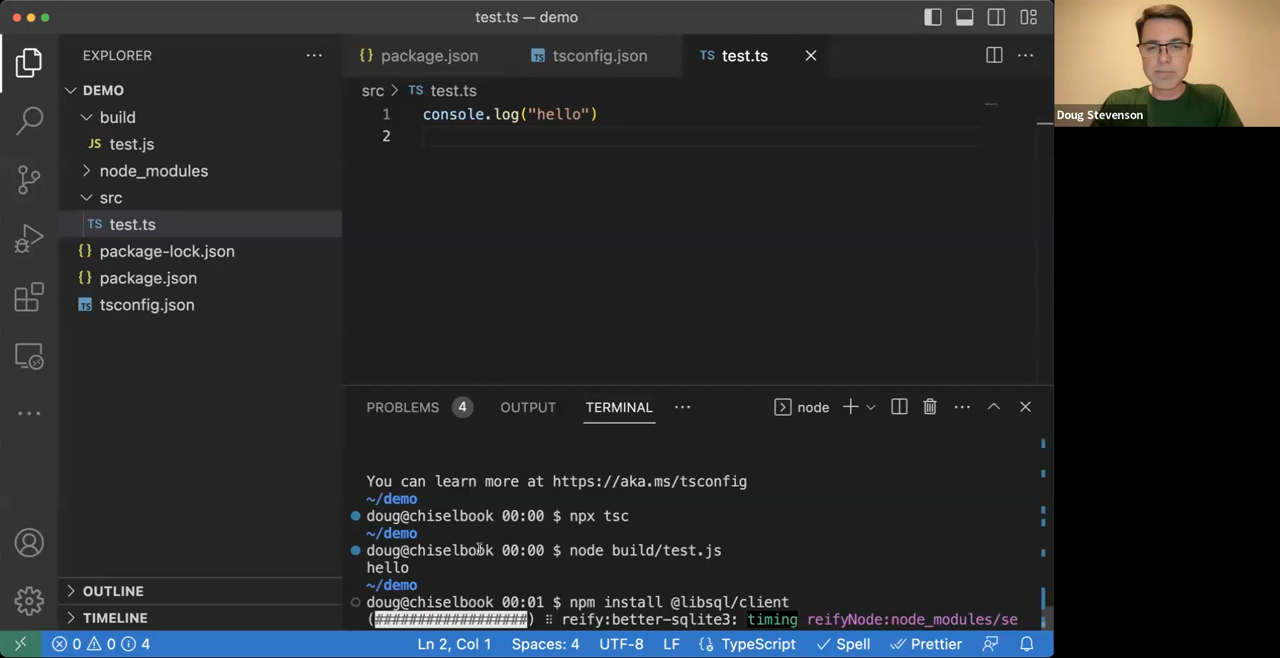 test.ts — demo
EXPLORER
DEMO
build
JS test.js
node_modules
src
TS test.ts
{} package-lock.json
{} package.json
TS tsconfig.json
OUTLINE
TIMELINE
{} package.json
TS tsconfig.json
TS test.ts
src > TS test.ts
1 console.log("hello")
2
PROBLEMS 4 OUTPUT TERMINAL ··· node
You can learn more at https://aka.ms/tsconfig
~/demo
doug@chiselbook 00:00 $ npx tsc
~/demo
doug@chiselbook 00:00 $ node build/test.js
hello
~/demo
doug@chiselbook 00:01 $ npm install @libsql/client
(#################) ⠸ reify:better-sqlite3: timing reifyNode:node_modules/se
0 0 4 Ln 2, Col 1 Spaces: 4 UTF-8 LF {} TypeScript Spell Prettier
Doug Stevenson